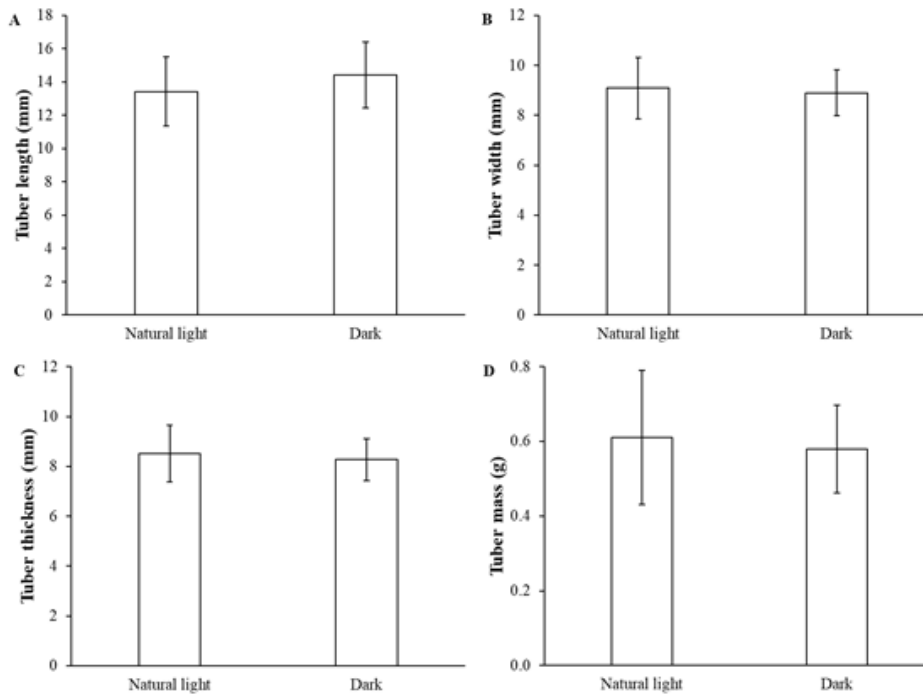 A
Tuber length (mm)
18
16
14
12
10
8
6
4
2
0
Natural light
Dark
B
Tuber width (mm)
12
10
8
6
4
2
0
Natural light
Dark
C
Tuber thickness (mm)
12
10
8
6
4
2
0
Natural light
Dark
D
Tuber mass (g)
0.8
0.6
0.4
0.2
0.0
Natural light
Dark